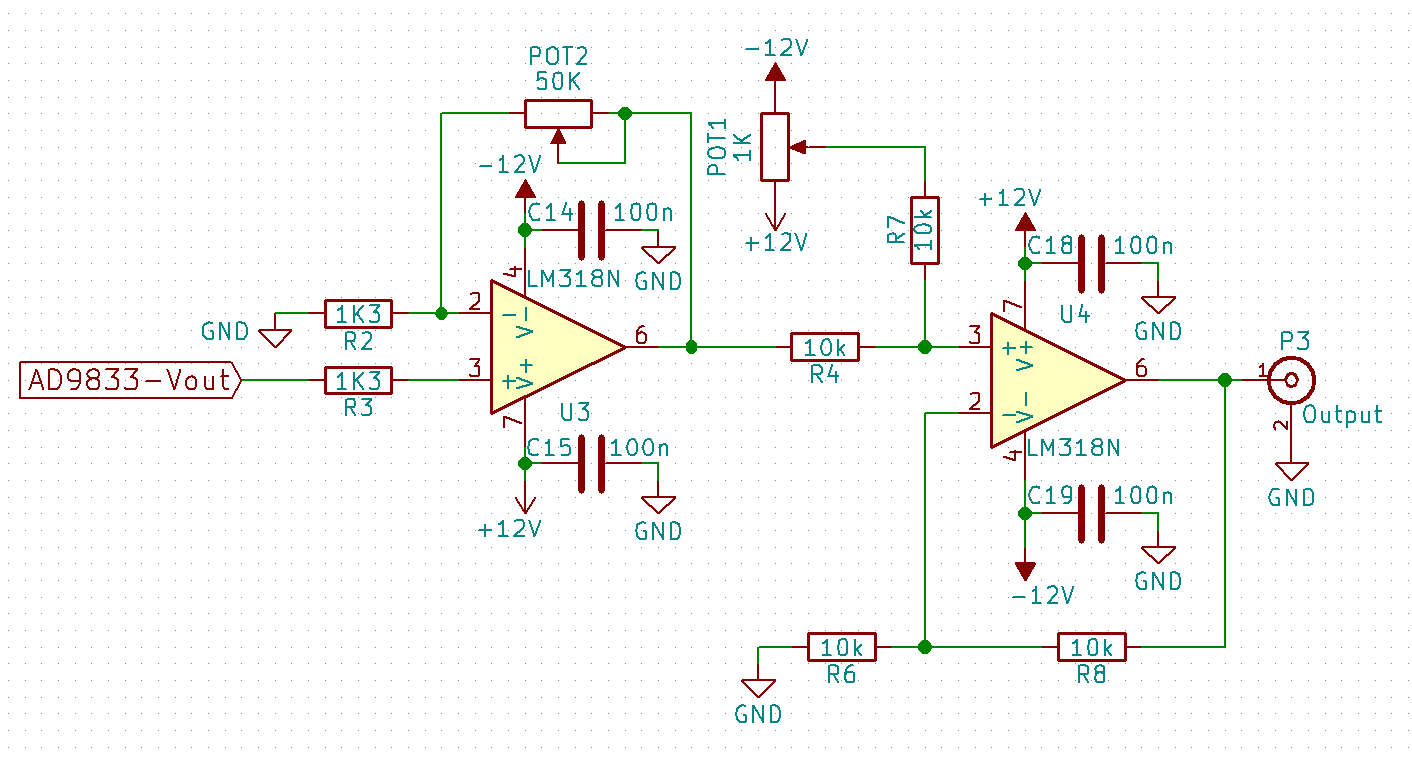 -12V
POT2
50K
POT1
1K
-12V
+12V
C14
100n
R7
10k
+12V
C18
100n
GND
4
LM318N
GND
7
U4
2
1K3
R2
-
V-
6
10k
R4
3
+
V+
6
P3
1
GND
AD9833-Vout
1K3
R3
3
+
V+
U3
2
-
V-
2
Output
7
C15
100n
4
LM318N
GND
+12V
GND
C19
100n
GND
-12V
10k
R6
10k
R8
GND